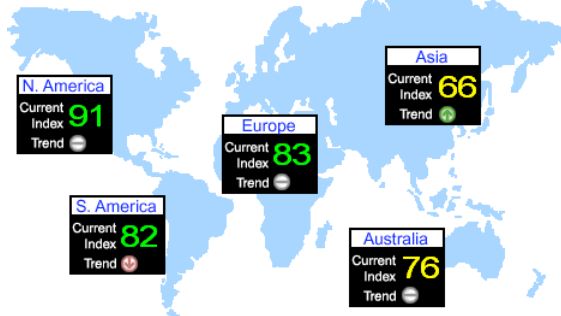 N. America
Current
Index 91
Trend
Asia
Current
Index 66
Trend
Europe
Current
Index 83
Trend
S. America
Current
Index 82
Trend
Australia
Current
Index 76
Trend